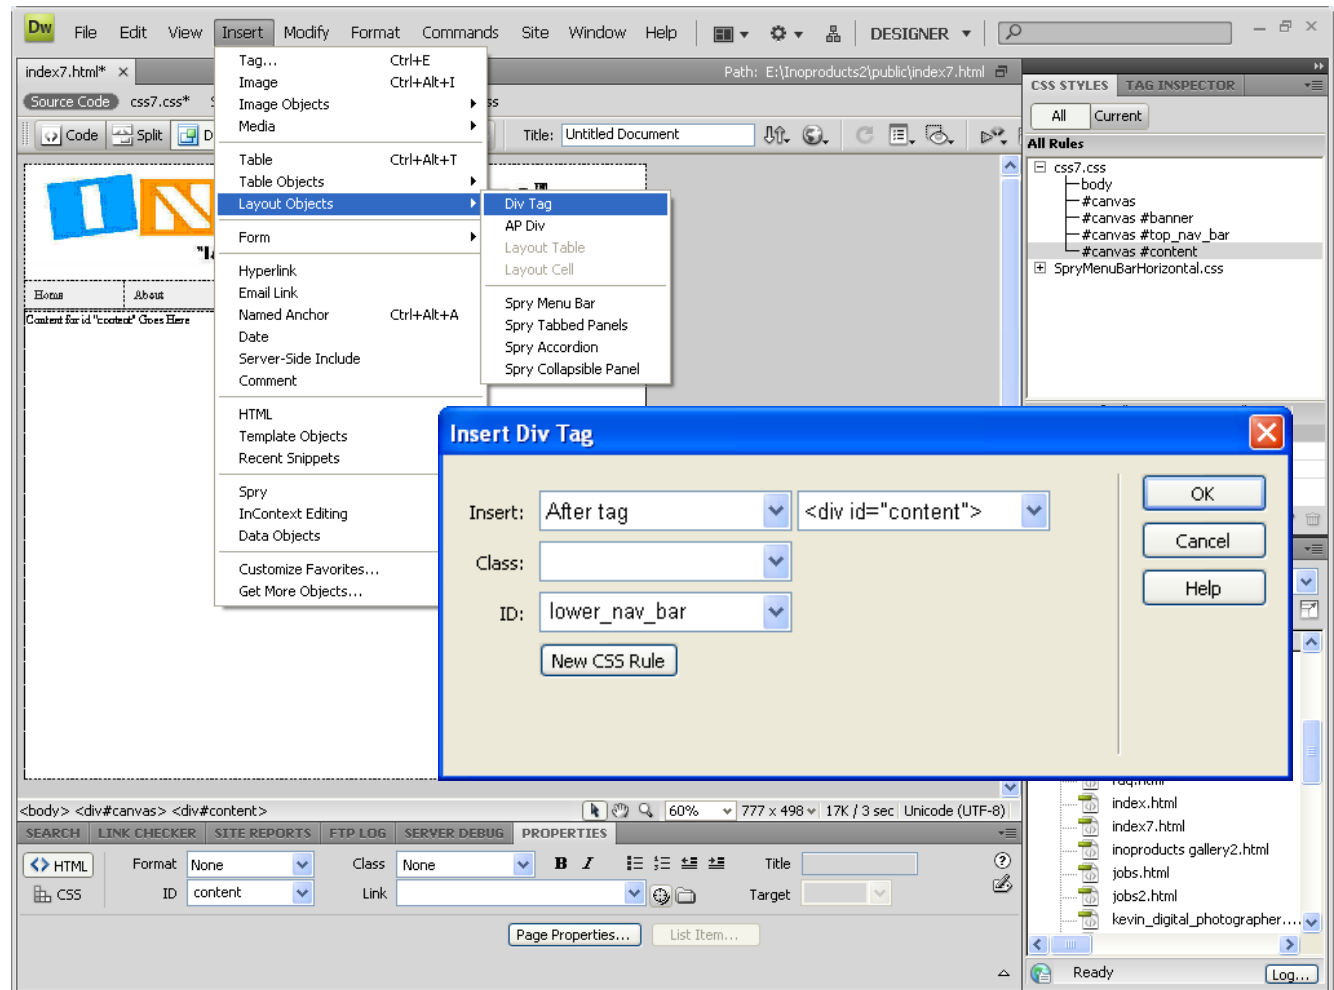 Dw File Edit View Insert Modify Format Commands Site Window Help DESIGNER
index7.html* × Path: E:\Inoproducts2\public\index7.html
Source Code css7.css*
Code Split Title: Untitled Document
Tag... Ctrl+E
Image Ctrl+Alt+I
Image Objects
Media
Table Ctrl+Alt+T
Table Objects
Layout Objects
Form
Hyperlink
Email Link
Named Anchor Ctrl+Alt+A
Date
Server-Side Include
Comment
HTML
Template Objects
Recent Snippets
Spry
InContext Editing
Data Objects
Customize Favorites...
Get More Objects...
Div Tag
AP Div
Layout Table
Layout Cell
Spry Menu Bar
Spry Tabbed Panels
Spry Accordion
Spry Collapsible Panel
Home About
Content for id "content" Goes Here
CSS STYLES TAG INSPECTOR
All Current
All Rules
css7.css
body
#canvas
#canvas #banner
#canvas #top_nav_bar
#canvas #content
SpryMenuBarHorizontal.css
Insert Div Tag
Insert: After tag <div id="content">
Class:
ID: lower_nav_bar
New CSS Rule
OK
Cancel
Help
faq.html
index.html
index7.html
inoproducts gallery2.html
jobs.html
jobs2.html
kevin_digital_photographer....
Ready Log...
<body> <div#canvas> <div#content> 60% 777 x 498 17K / 3 sec Unicode (UTF-8)
SEARCH LINK CHECKER SITE REPORTS FTP LOG SERVER DEBUG PROPERTIES
HTML Format None Class None B I Title
CSS ID content Link Target
Page Properties... List Item...